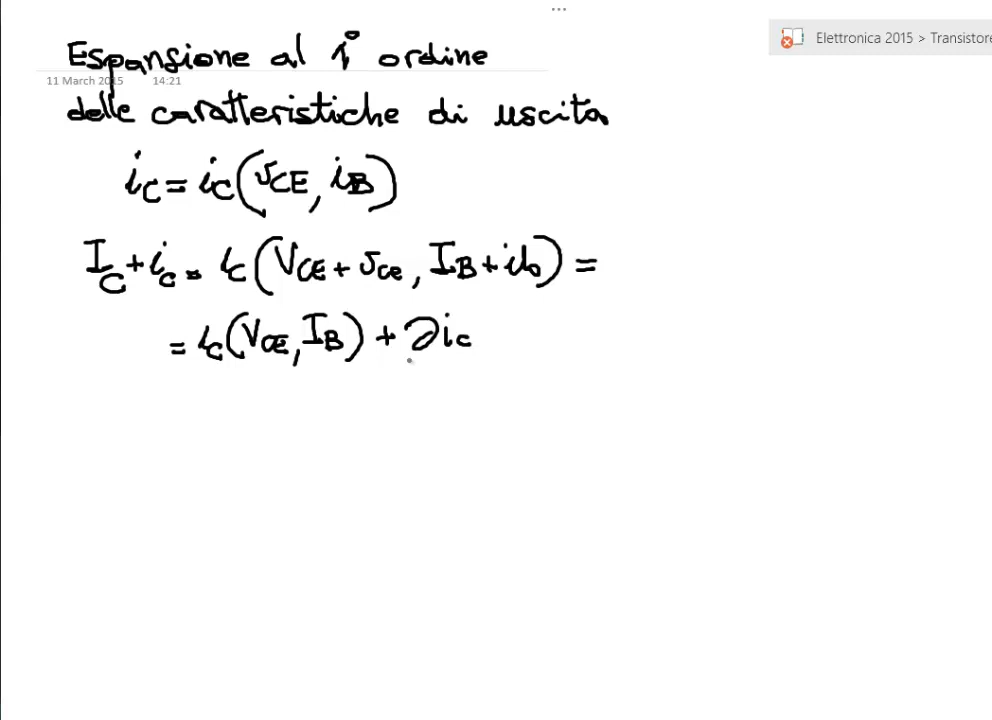 ...
Elettronica 2015 > Transistore
Espansione al 1° ordine
11 March 2015 14:21
delle caratteristiche di uscita
i_C = i_C(v_CE, i_B)
I_C + i_c = i_C(V_CE + v_ce, I_B + i_b) =
= i_C(V_CE, I_B) + ∂i_C